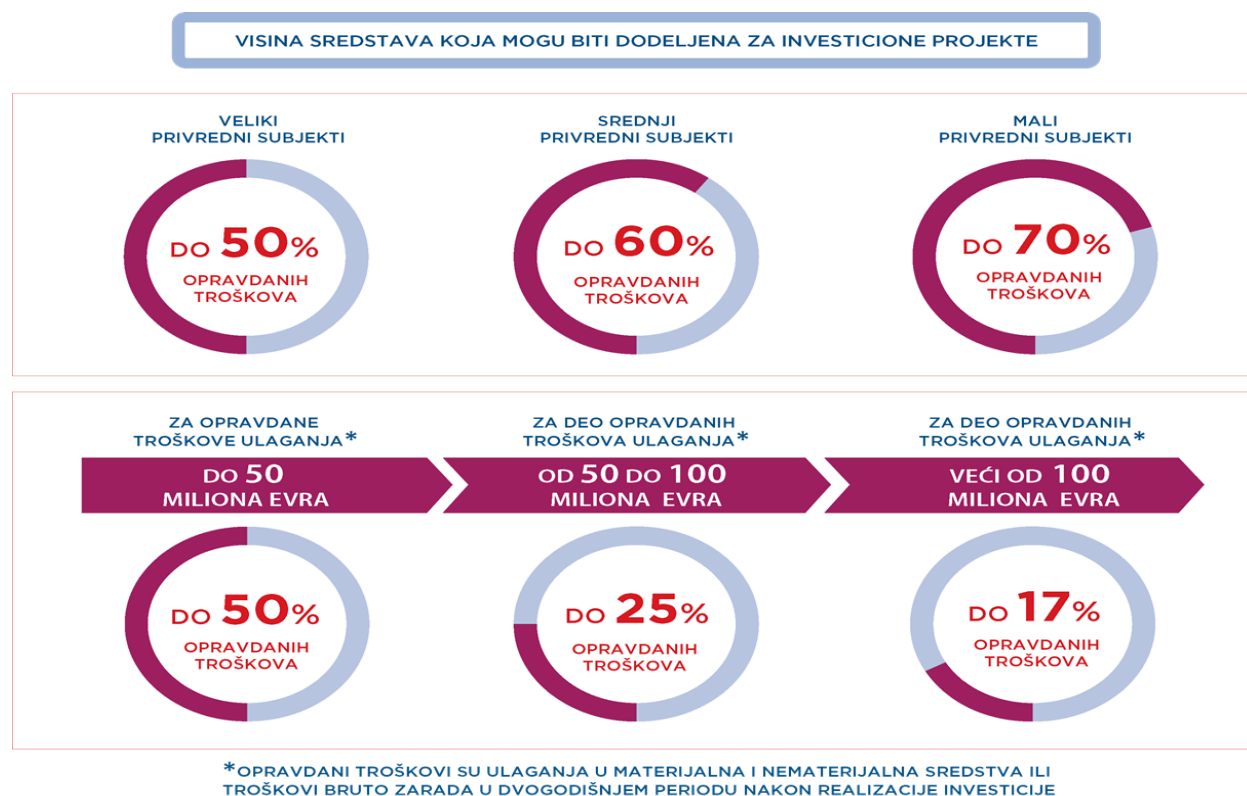 VISINA SREDSTAVA KOJA MOGU BITI DODELJENA ZA INVESTICIONE PROJEKTE
VELIKI
PRIVREDNI SUBJEKTI
DO 50%
OPRAVDANIH
TROŠKOVA
SREDNJI
PRIVREDNI SUBJEKTI
DO 60%
OPRAVDANIH
TROŠKOVA
MALI
PRIVREDNI SUBJEKTI
DO 70%
OPRAVDANIH
TROŠKOVA
ZA OPRAVDANE
TROŠKOVE ULAGANJA*
DO 50
MILIONA EVRA
DO 50%
OPRAVDANIH
TROŠKOVA
ZA DEO OPRAVDANIH
TROŠKOVA ULAGANJA*
OD 50 DO 100
MILIONA EVRA
DO 25%
OPRAVDANIH
TROŠKOVA
ZA DEO OPRAVDANIH
TROŠKOVA ULAGANJA*
VEĆI OD 100
MILIONA EVRA
DO 17%
OPRAVDANIH
TROŠKOVA
*OPRAVDANI TROŠKOVI SU ULAGANJA U MATERIJALNA I NEMATERIJALNA SREDSTVA ILI
TROŠKOVI BRUTO ZARADA U DVOGODIŠNJEM PERIODU NAKON REALIZACIJE INVESTICIJE